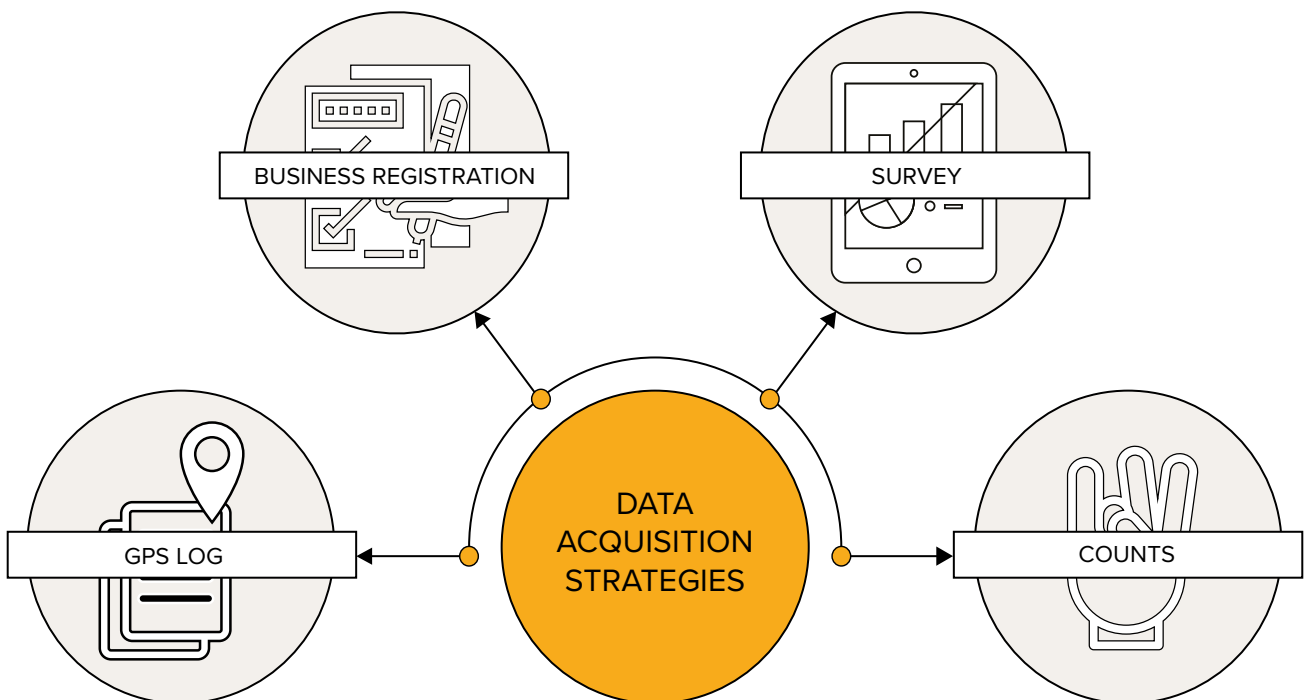 BUSINESS REGISTRATION
SURVEY
GPS LOG
DATA
ACQUISITION
STRATEGIES
COUNTS